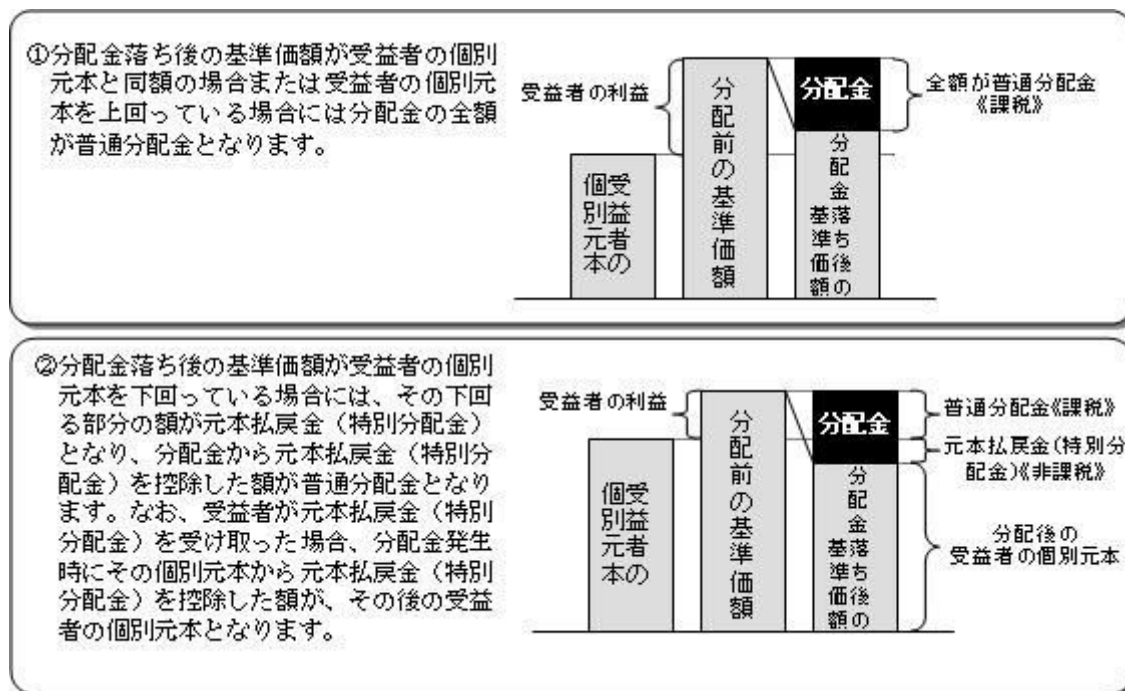 ①分配金落ち後の基準価額が受益者の個別
元本と同額の場合または受益者の個別元
本を上回っている場合には分配金の全額
が普通分配金となります。
受益者の利益
受益者の
個別元本
分配前の基準価額
分配金
分配金落ち後の
基準価額
全額が普通分配金
《課税》
②分配金落ち後の基準価額が受益者の個別
元本を下回っている場合には、その下回
る部分の額が元本払戻金（特別分配金）
となり、分配金から元本払戻金（特別分
配金）を控除した額が普通分配金となり
ます。なお、受益者が元本払戻金（特別
分配金）を受け取った場合、分配金発生
時にその個別元本から元本払戻金（特別
分配金）を控除した額が、その後の受益
者の個別元本となります。
受益者の利益
受益者の
個別元本
分配前の基準価額
分配金
分配金落ち後の
基準価額
普通分配金《課税》
元本払戻金(特別分
配金)《非課税》
分配後の
受益者の個別元本